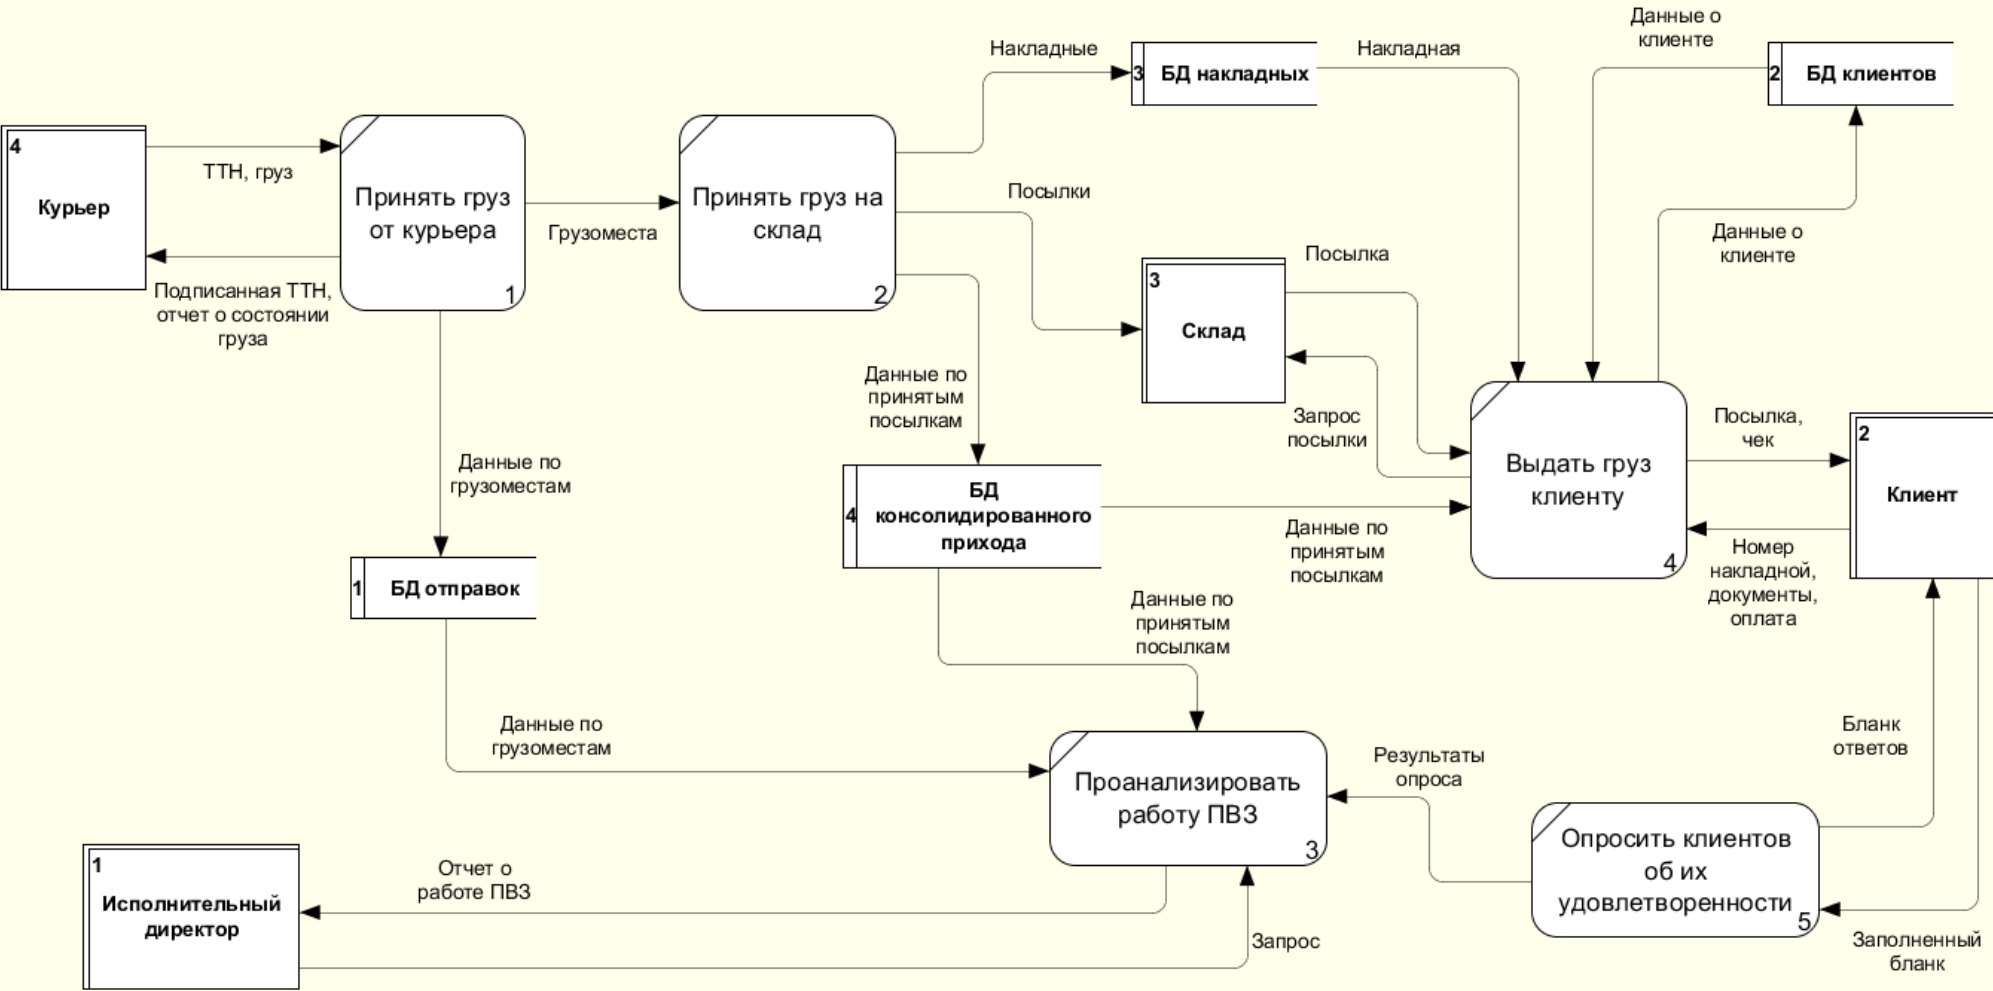 Данные о
клиенте
Накладные
3
БД накладных
Накладная
2
БД клиентов
4
Курьер
ТТН, груз
Принять груз
от курьера
1
Подписанная ТТН,
отчет о состоянии
груза
Грузоместа
Принять груз на
склад
2
Посылки
Данные о
клиенте
3
Склад
Посылка
Запрос
посылки
Данные по
принятым
посылкам
Данные по
грузоместам
4
БД
консолидированного
прихода
Данные по
принятым
посылкам
Выдать груз
клиенту
4
Посылка,
чек
2
Клиент
Номер
накладной,
документы,
оплата
1
БД отправок
Данные по
принятым
посылкам
Данные по
грузоместам
Проанализировать
работу ПВЗ
3
Результаты
опроса
Бланк
ответов
Опросить клиентов
об их
удовлетворенности
5
Заполненный
бланк
1
Исполнительный
директор
Отчет о
работе ПВЗ
Запрос